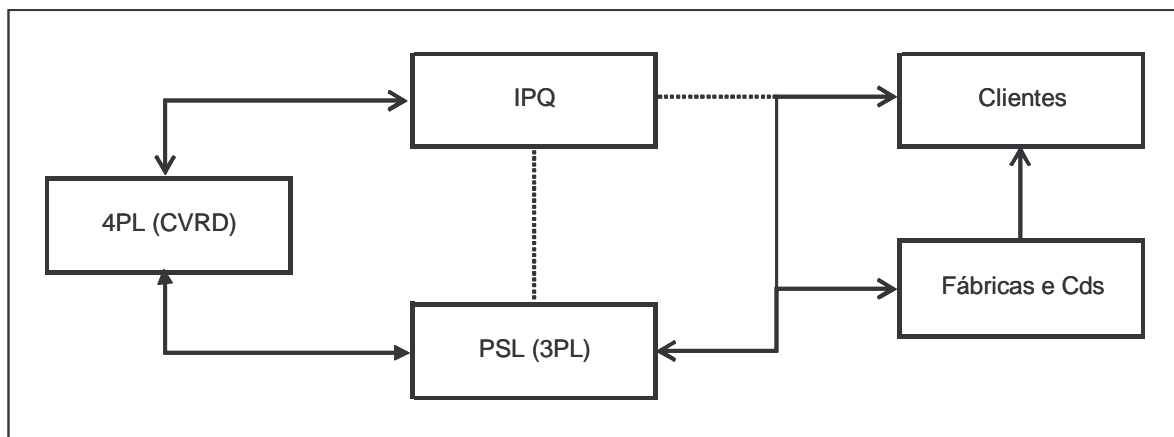 IPQ
Clientes
4PL (CVRD)
Fábricas e Cds
PSL (3PL)